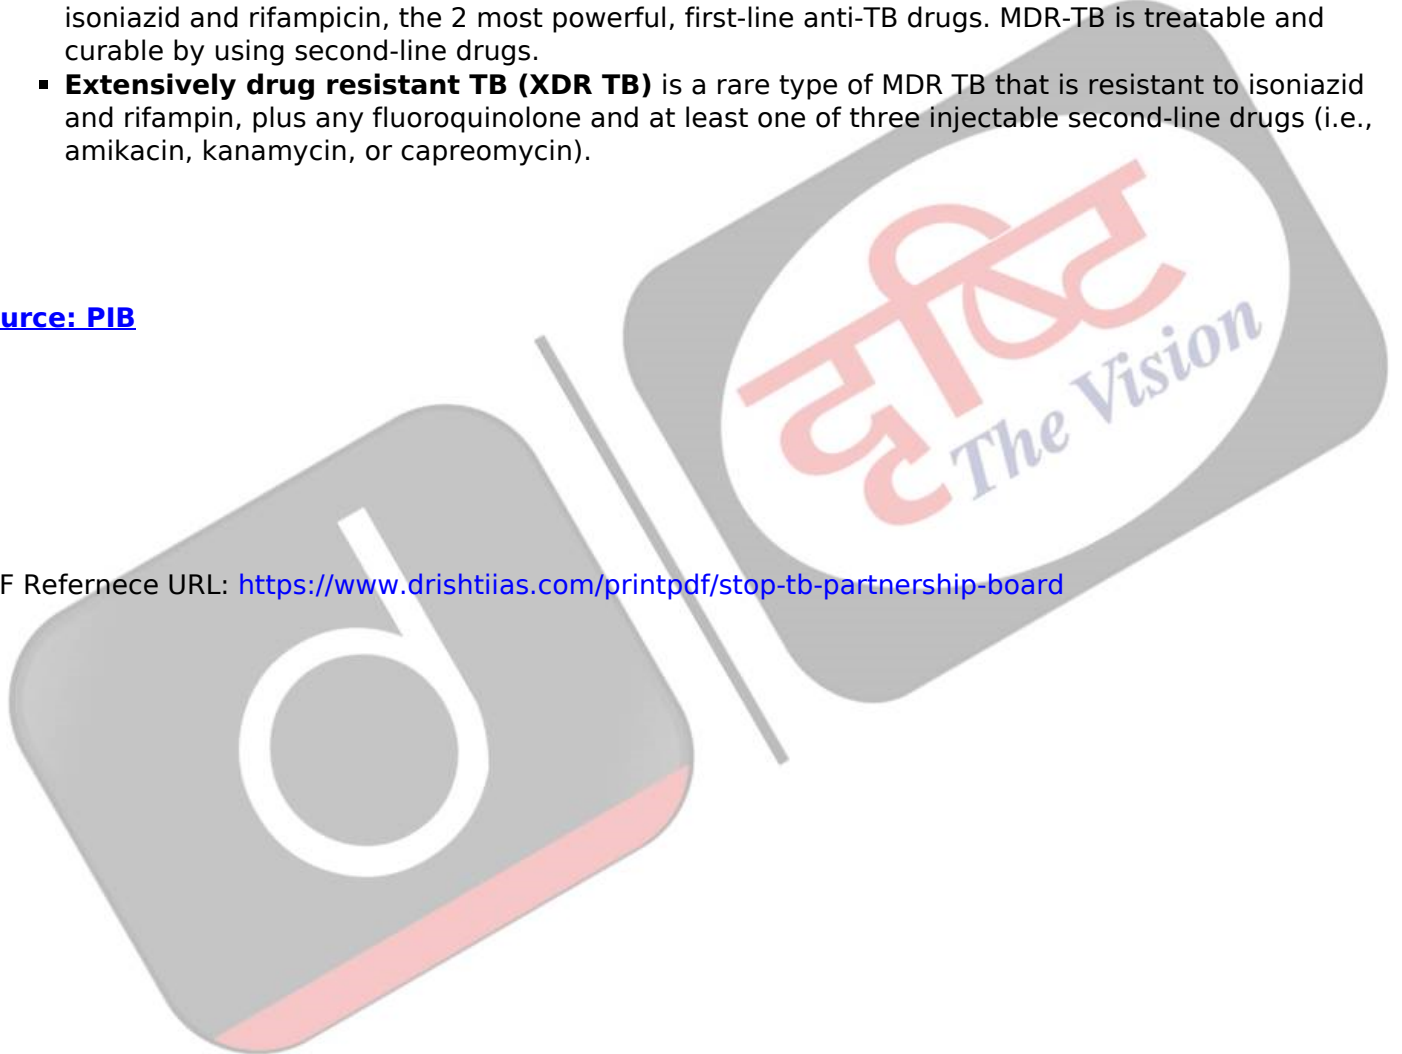 isoniazid and rifampicin, the 2 most powerful, first-line anti-TB drugs. MDR-TB is treatable and
curable by using second-line drugs.
▪ Extensively drug resistant TB (XDR TB) is a rare type of MDR TB that is resistant to isoniazid
and rifampin, plus any fluoroquinolone and at least one of three injectable second-line drugs (i.e.,
amikacin, kanamycin, or capreomycin).
दृष्टि
The Vision
urce: PIB
d
F Refernece URL: https://www.drishtiias.com/printpdf/stop-tb-partnership-board